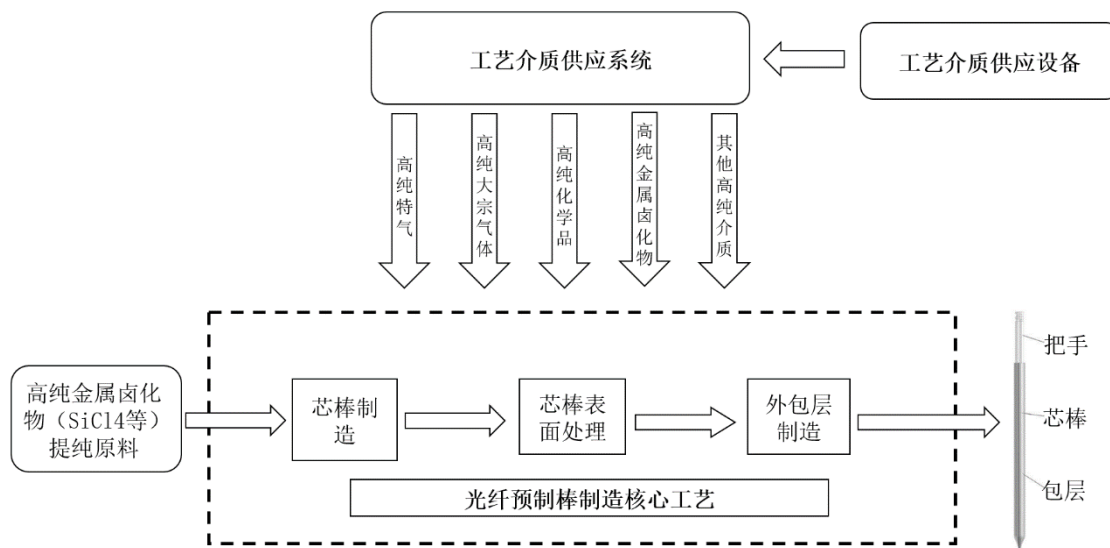 工艺介质供应系统
工艺介质供应设备
高纯特气
高纯大宗气体
高纯化学品
高纯金属卤化物
其他高纯介质
高纯金属卤化
物（SiCl4等）
提纯原料
芯棒制
造
芯棒表
面处理
外包层
制造
光纤预制棒制造核心工艺
把手
芯棒
包层